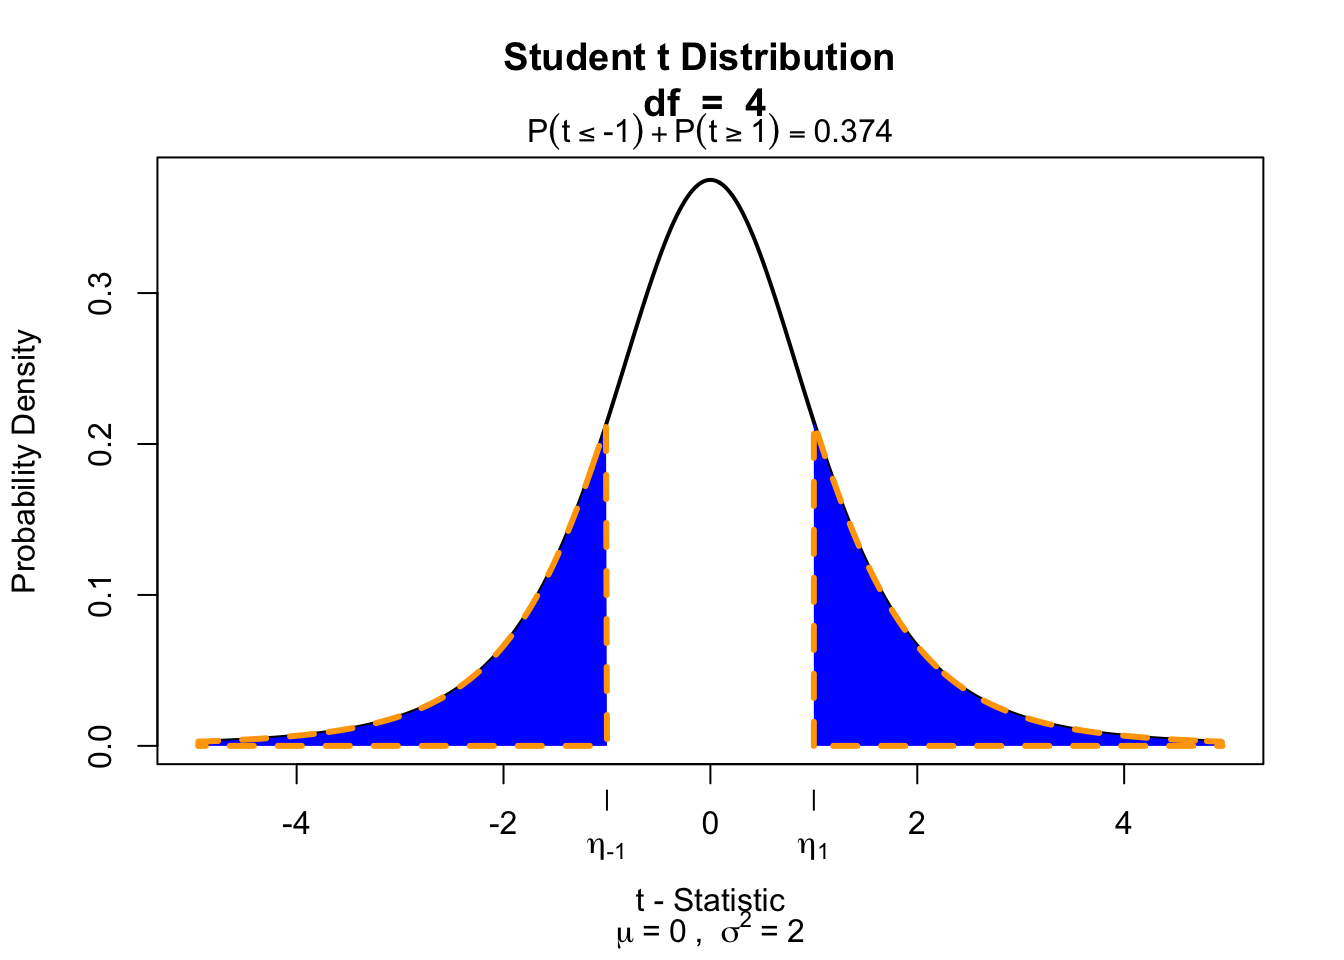 Student t Distribution
df = 4
P(t ≤ -1) + P(t ≥ 1) = 0.374
Probability Density
0.3
0.2
0.1
0.0
-4 -2 0 2 4
η-1 η1
t - Statistic
μ = 0 , σ² = 2